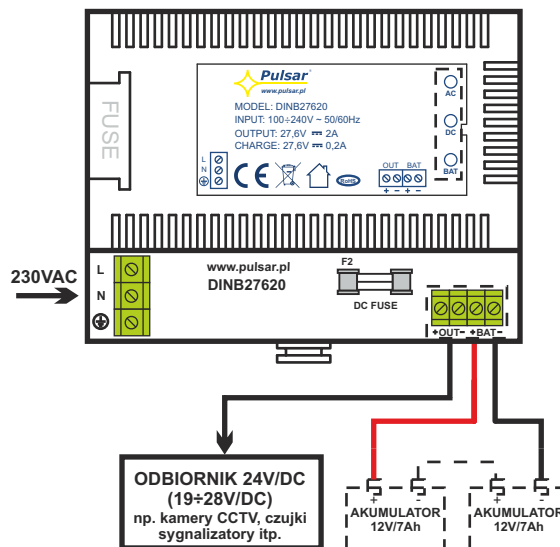 FUSE
Pulsar®
www.pulsar.pl
MODEL: DINB27620
INPUT: 100÷240V ~ 50/60Hz
OUTPUT: 27,6V ⎓ 2A
CHARGE: 27,6V ⎓ 0,2A
L
N
CE
RoHS
OUT BAT
+ − + −
AC
DC
BAT
230VAC
L
N
www.pulsar.pl
DINB27620
F2
DC FUSE
+OUT− +BAT−
ODBIORNIK 24V/DC
(19÷28V/DC)
np. kamery CCTV, czujki
sygnalizatory itp.
+ -
AKUMULATOR
12V/7Ah
+ -
AKUMULATOR
12V/7Ah